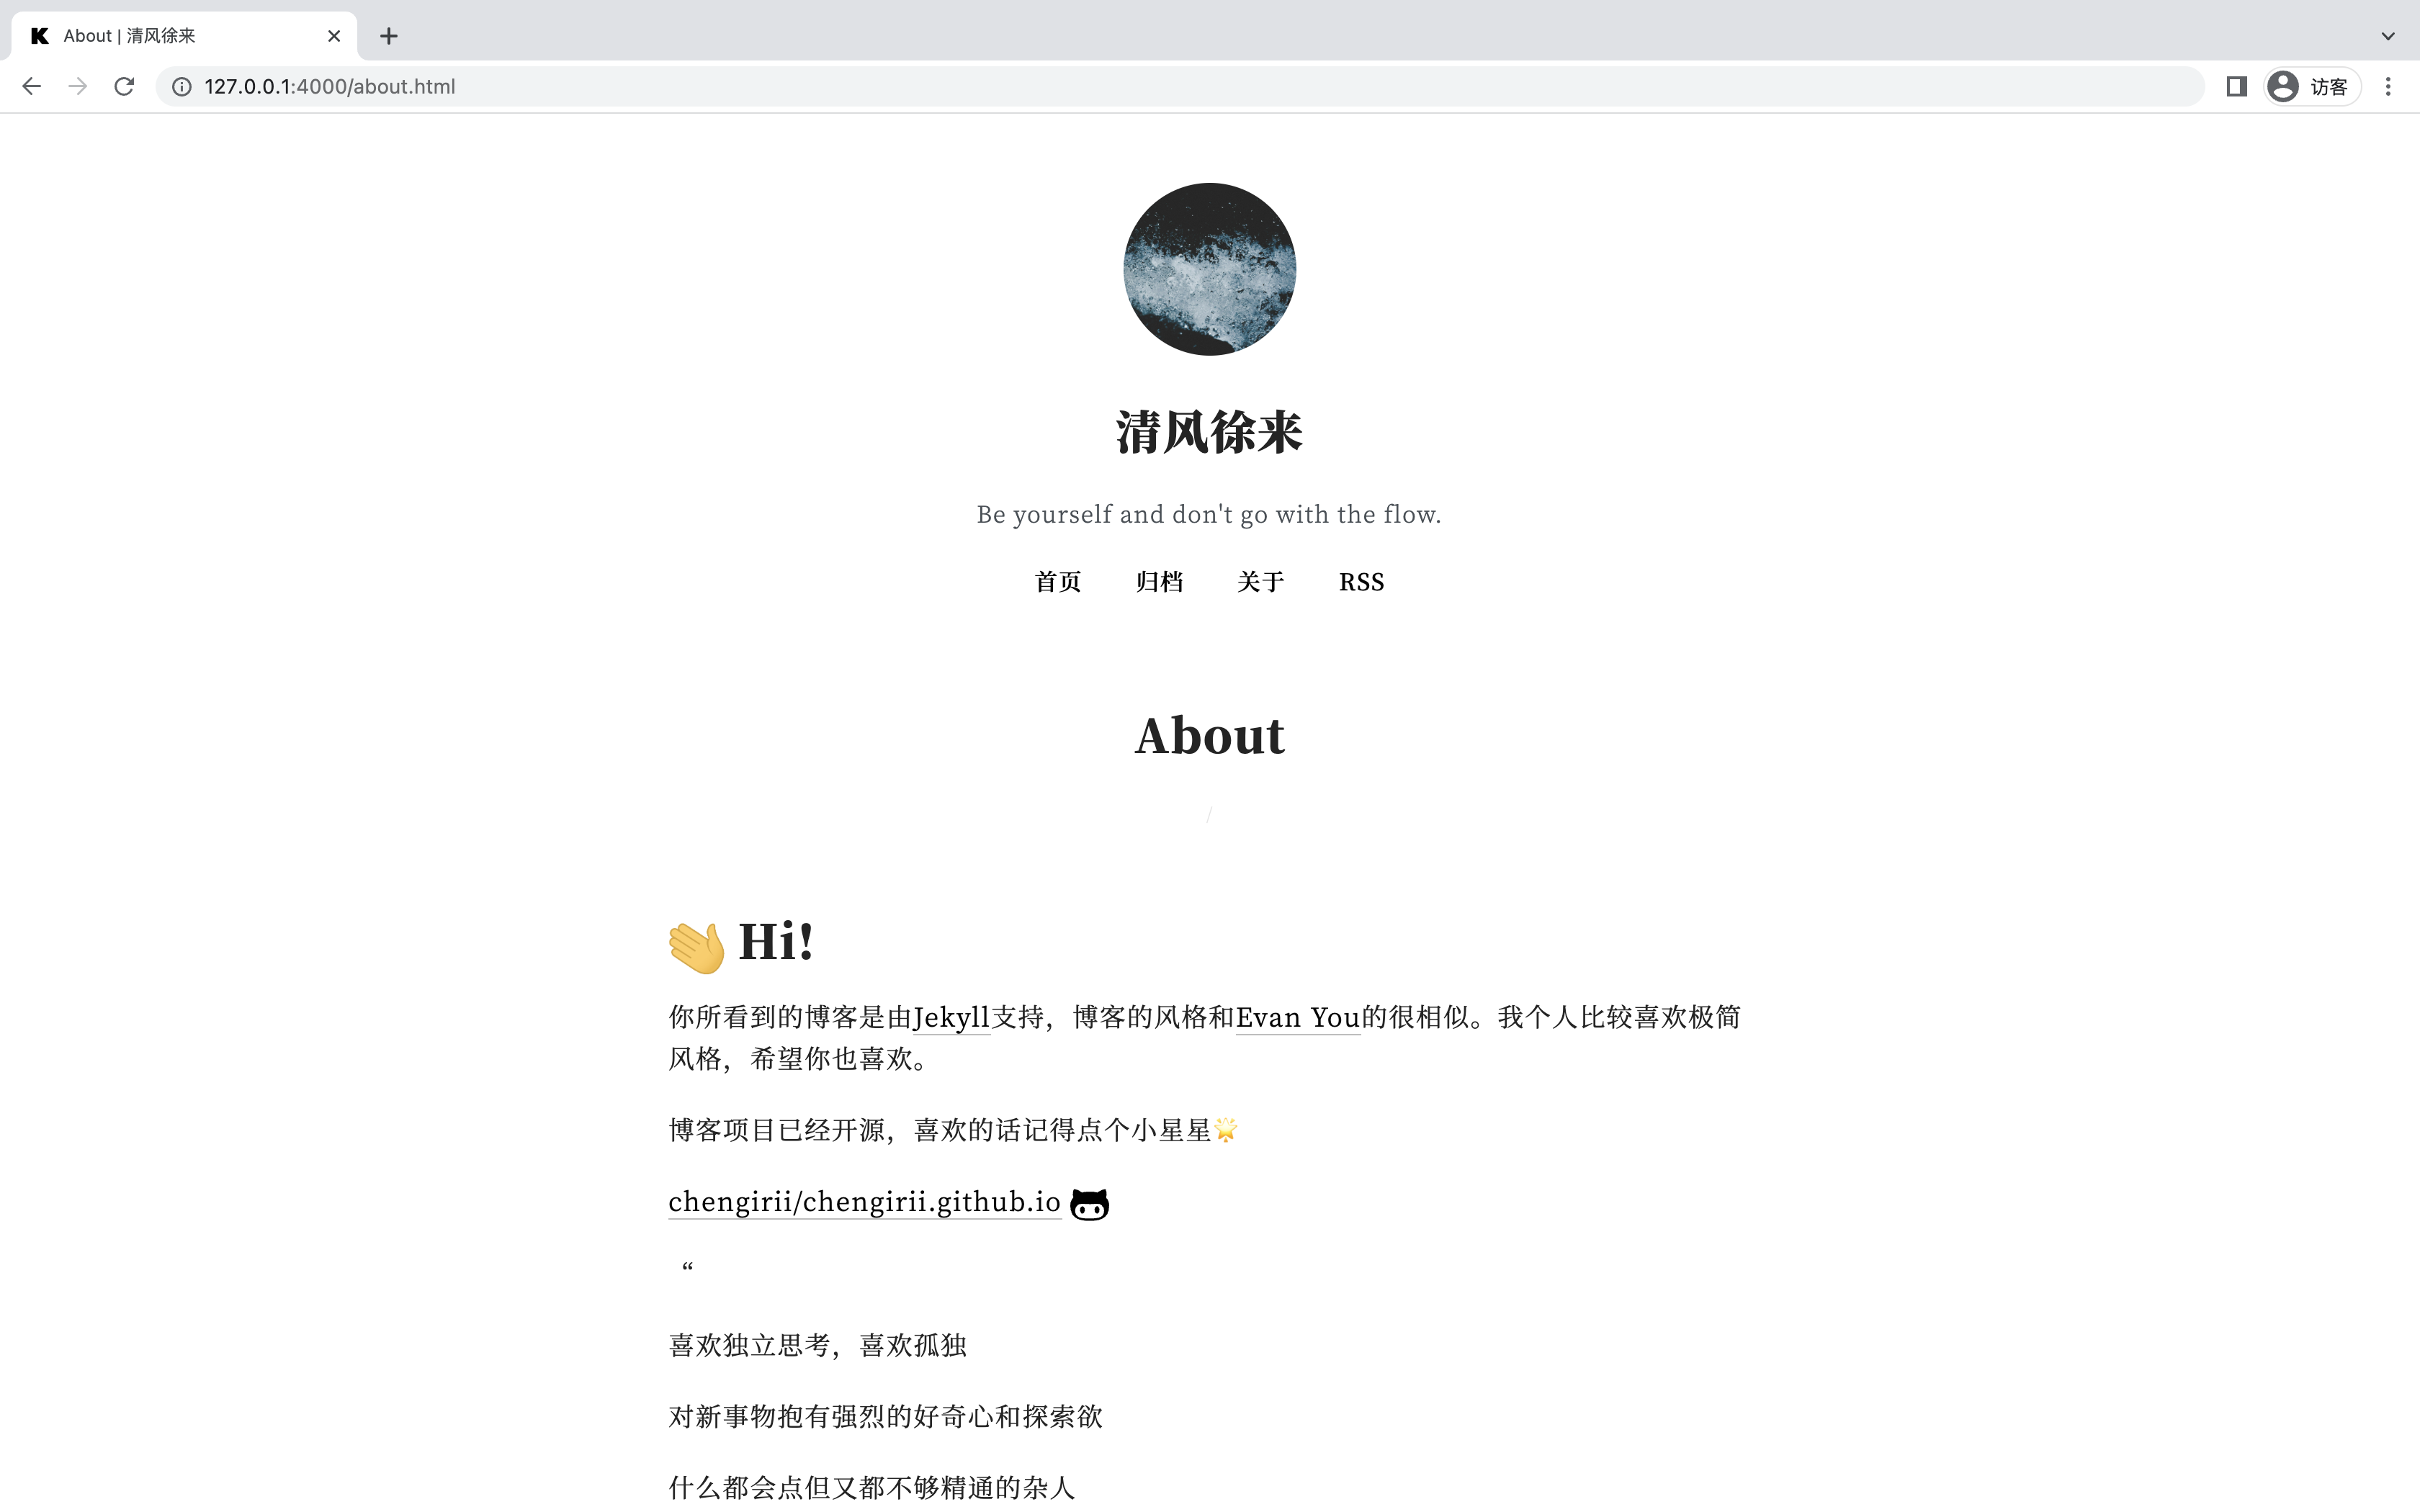 About | 清风徐来
127.0.0.1:4000/about.html
访客
清风徐来
Be yourself and don't go with the flow.
首页 归档 关于 RSS
About
/
👋 Hi!
你所看到的博客是由Jekyll支持，博客的风格和Evan You的很相似。我个人比较喜欢极简
风格，希望你也喜欢。
博客项目已经开源，喜欢的话记得点个小星星🌟
chengirii/chengirii.github.io
“
喜欢独立思考，喜欢孤独
对新事物抱有强烈的好奇心和探索欲
什么都会点但又都不够精通的杂人